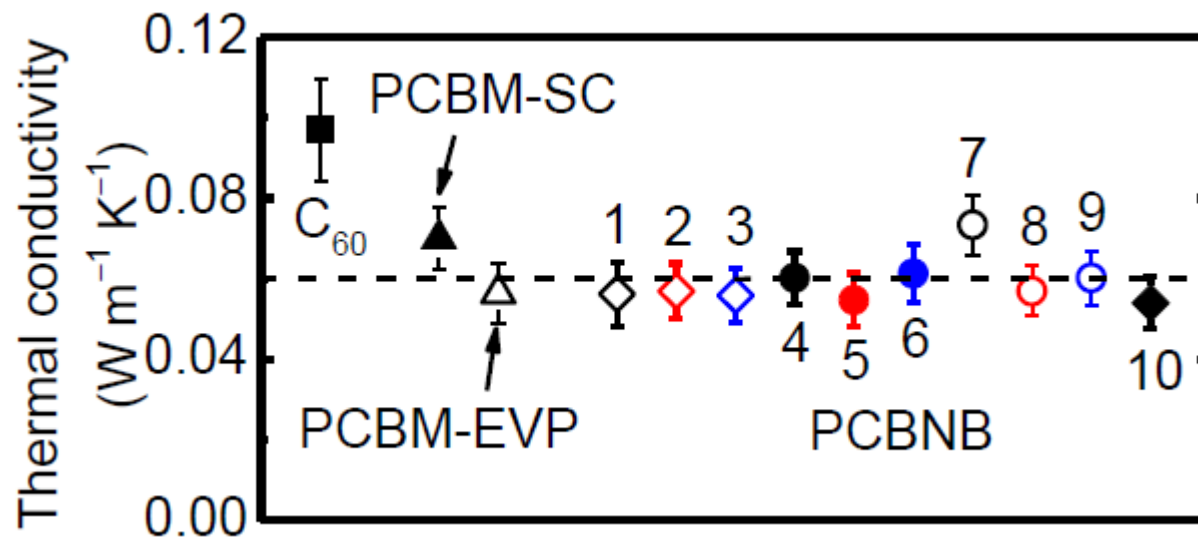 Thermal conductivity
(W m⁻¹ K⁻¹)
0.12
0.08
0.04
0.00
PCBM-SC
C₆₀
PCBM-EVP
1
2
3
4
5
6
7
8
9
10
PCBNB